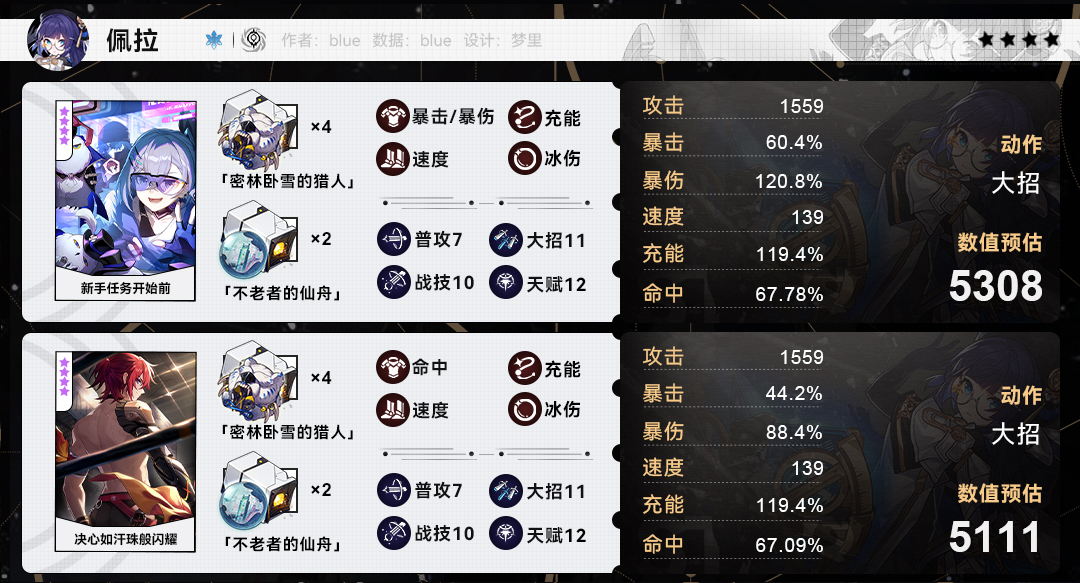 佩拉 作者：blue 数据：blue 设计：梦里
新手任务开始前
×4
「密林卧雪的猎人」
×2
「不老者的仙舟」
暴击/暴伤 充能
速度 冰伤
普攻7 大招11
战技10 天赋12
攻击 1559
暴击 60.4%
暴伤 120.8%
速度 139
充能 119.4%
命中 67.78%
动作
大招
数值预估
5308
决心如汗珠般闪耀
×4
「密林卧雪的猎人」
×2
「不老者的仙舟」
命中 充能
速度 冰伤
普攻7 大招11
战技10 天赋12
攻击 1559
暴击 44.2%
暴伤 88.4%
速度 139
充能 119.4%
命中 67.09%
动作
大招
数值预估
5111